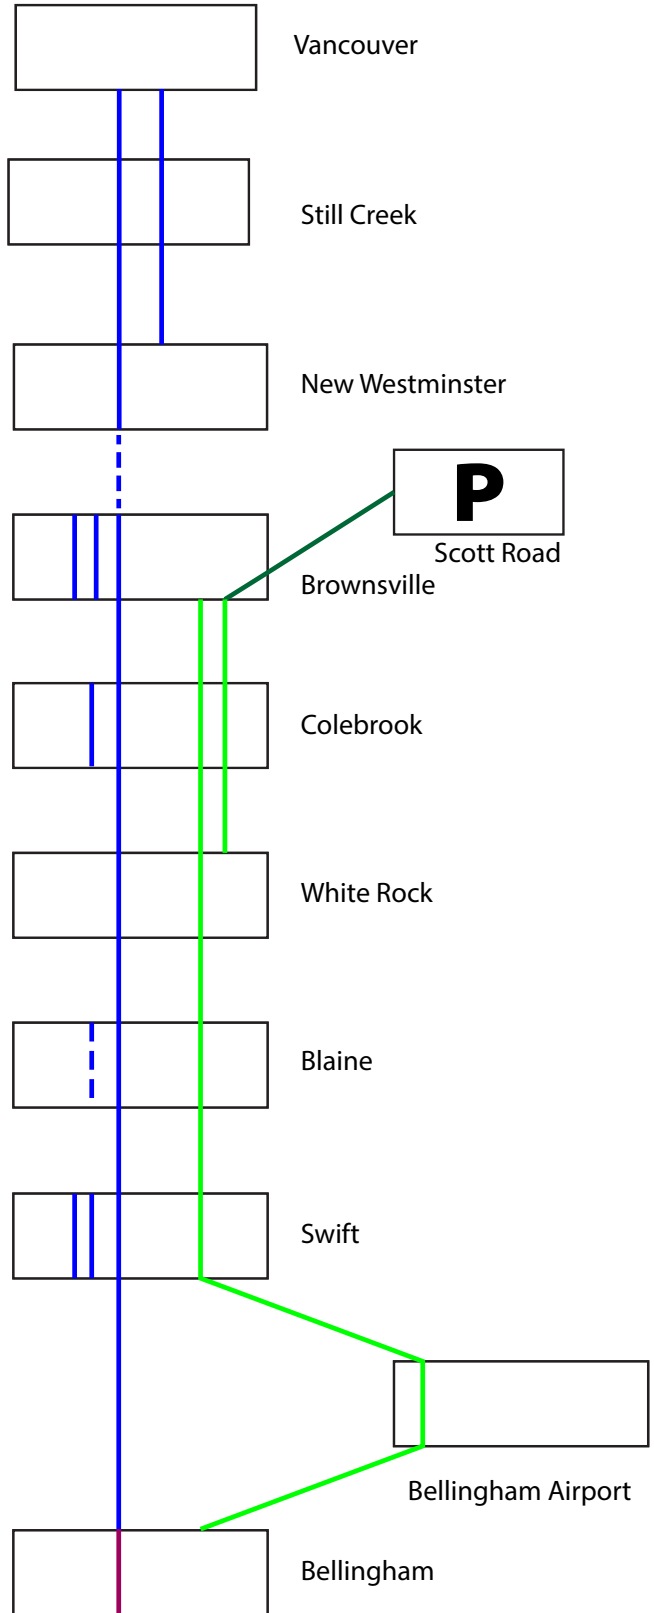 Vancouver
Still Creek
New Westminster
P
Scott Road
Brownsville
Colebrook
White Rock
Blaine
Swift
Bellingham Airport
Bellingham